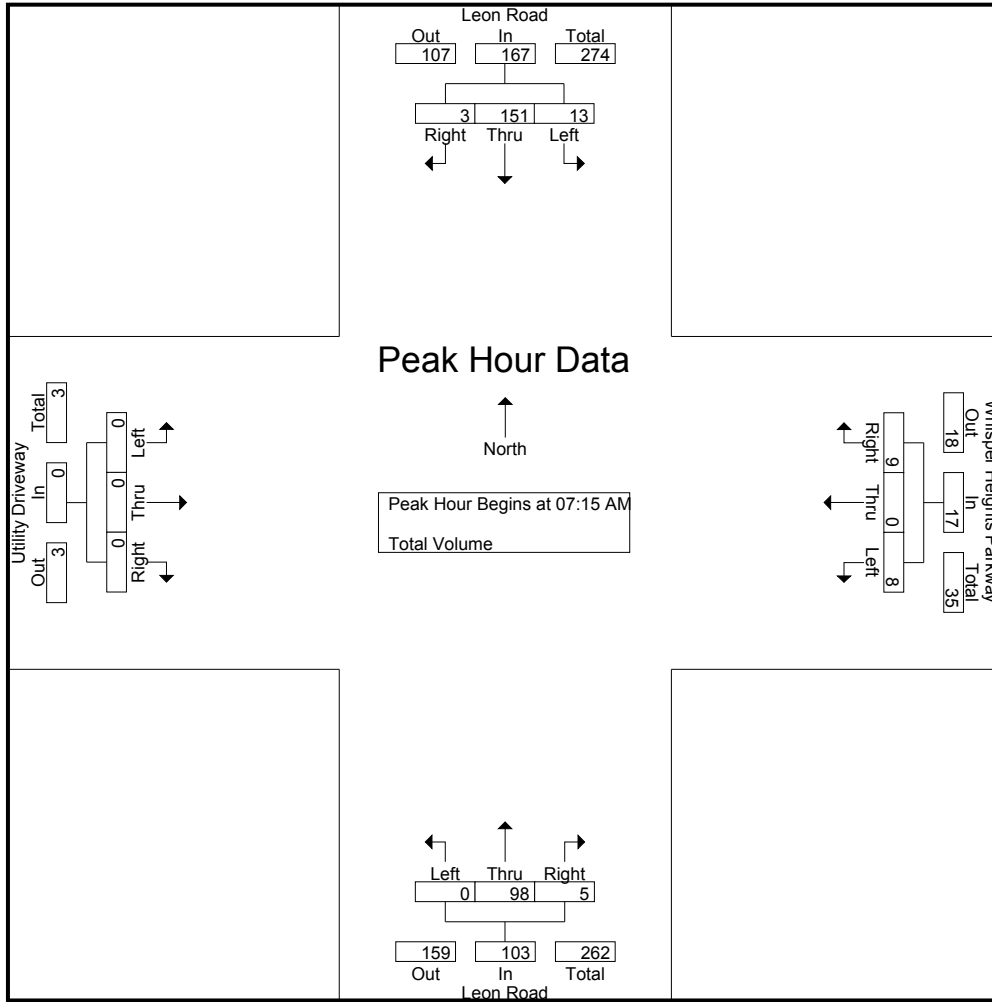 Leon Road
Out In Total
107 167 274
3 151 13
Right Thru Left
Peak Hour Data
North
Peak Hour Begins at 07:15 AM
Total Volume
Utility Driveway
Total In Out
3 0 3
0 0 0
Left Thru Right
Whisper Heights Parkway
Out In Total
18 17 35
Right Thru Left
9 0 8
Left Thru Right
0 98 5
159 103 262
Out In Total
Leon Road